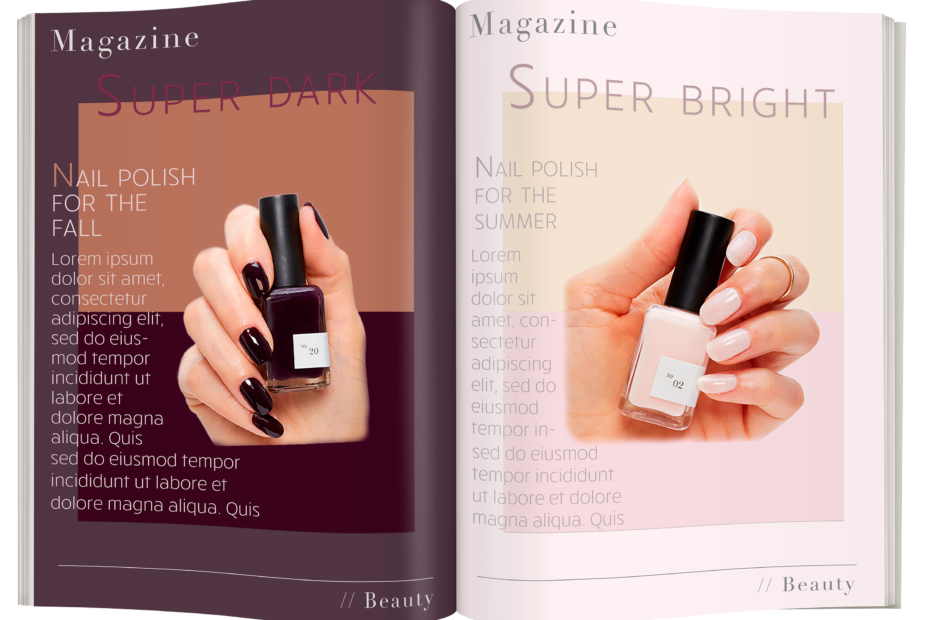 Magazine
Super dark
Nail polish
for the
fall
Lorem ipsum
dolor sit amet,
consectetur
adipiscing elit,
sed do eius-
mod tempor
incididunt ut
labore et
dolore magna
aliqua. Quis
sed do eiusmod tempor
incididunt ut labore et
dolore magna aliqua. Quis
No 20
// Beauty
Magazine
Super bright
Nail polish
for the
summer
Lorem
ipsum
dolor sit
amet, con-
sectetur
adipiscing
elit, sed do
eiusmod
tempor in-
sed do eiusmod
tempor incididunt
ut labore et dolore
magna aliqua. Quis
No 02
// Beauty